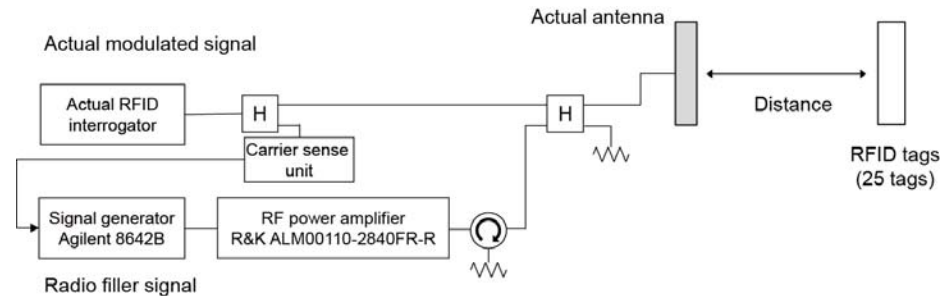 Actual antenna
Actual modulated signal
Actual RFID
interrogator
H
H
Distance
Carrier sense
unit
RFID tags
(25 tags)
Signal generator
Agilent 8642B
RF power amplifier
R&K ALM00110-2840FR-R
Radio filler signal